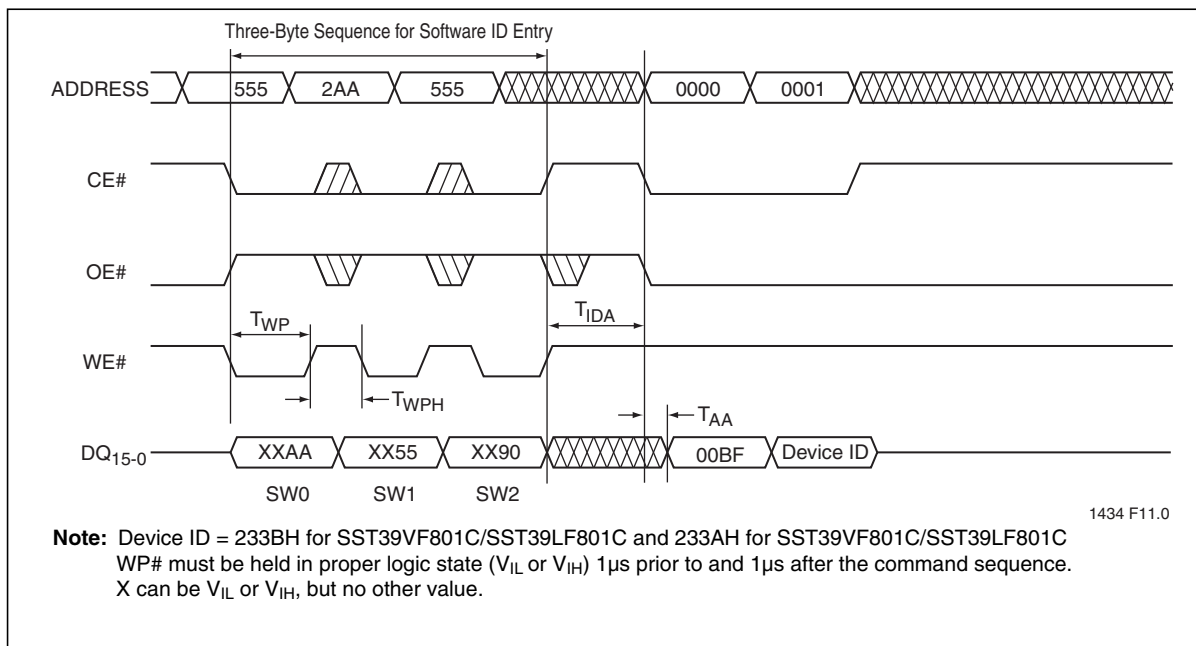 Three-Byte Sequence for Software ID Entry
ADDRESS 555 2AA 555 0000 0001
CE#
OE#
TWP TIDA
WE#
TWPH
TAA
DQ15-0 XXAA XX55 XX90 00BF Device ID
SW0 SW1 SW2
1434 F11.0
Note: Device ID = 233BH for SST39VF801C/SST39LF801C and 233AH for SST39VF801C/SST39LF801C
WP# must be held in proper logic state (VIL or VIH) 1µs prior to and 1µs after the command sequence.
X can be VIL or VIH, but no other value.